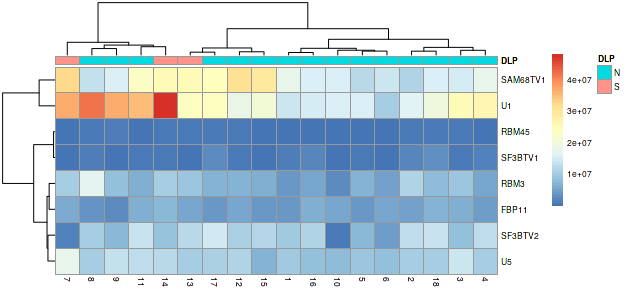 DLP
SAM68TV1
U1
RBM45
SF3BTV1
RBM3
FBP11
SF3BTV2
U5
7 8 9 11 14 13 17 12 15 1 16 10 5 6 2 18 3 4
4e+07
3e+07
2e+07
1e+07
DLP
N
S